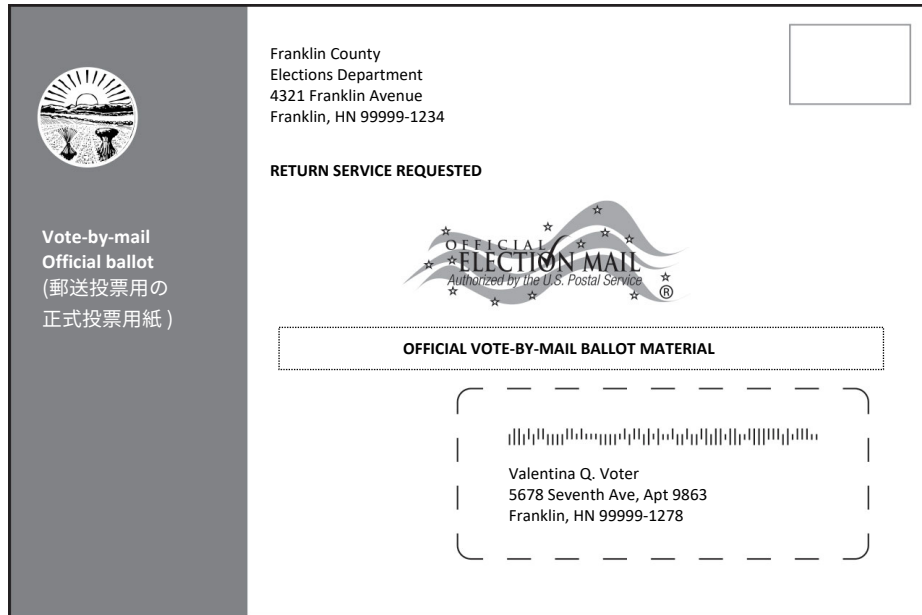 Franklin County
Elections Department
4321 Franklin Avenue
Franklin, HN 99999-1234
RETURN SERVICE REQUESTED
Vote-by-mail
Official ballot
(郵送投票用の
正式投票用紙 )
OFFICIAL
ELECTION MAIL
Authorized by the U.S. Postal Service
®
OFFICIAL VOTE-BY-MAIL BALLOT MATERIAL
Valentina Q. Voter
5678 Seventh Ave, Apt 9863
Franklin, HN 99999-1278